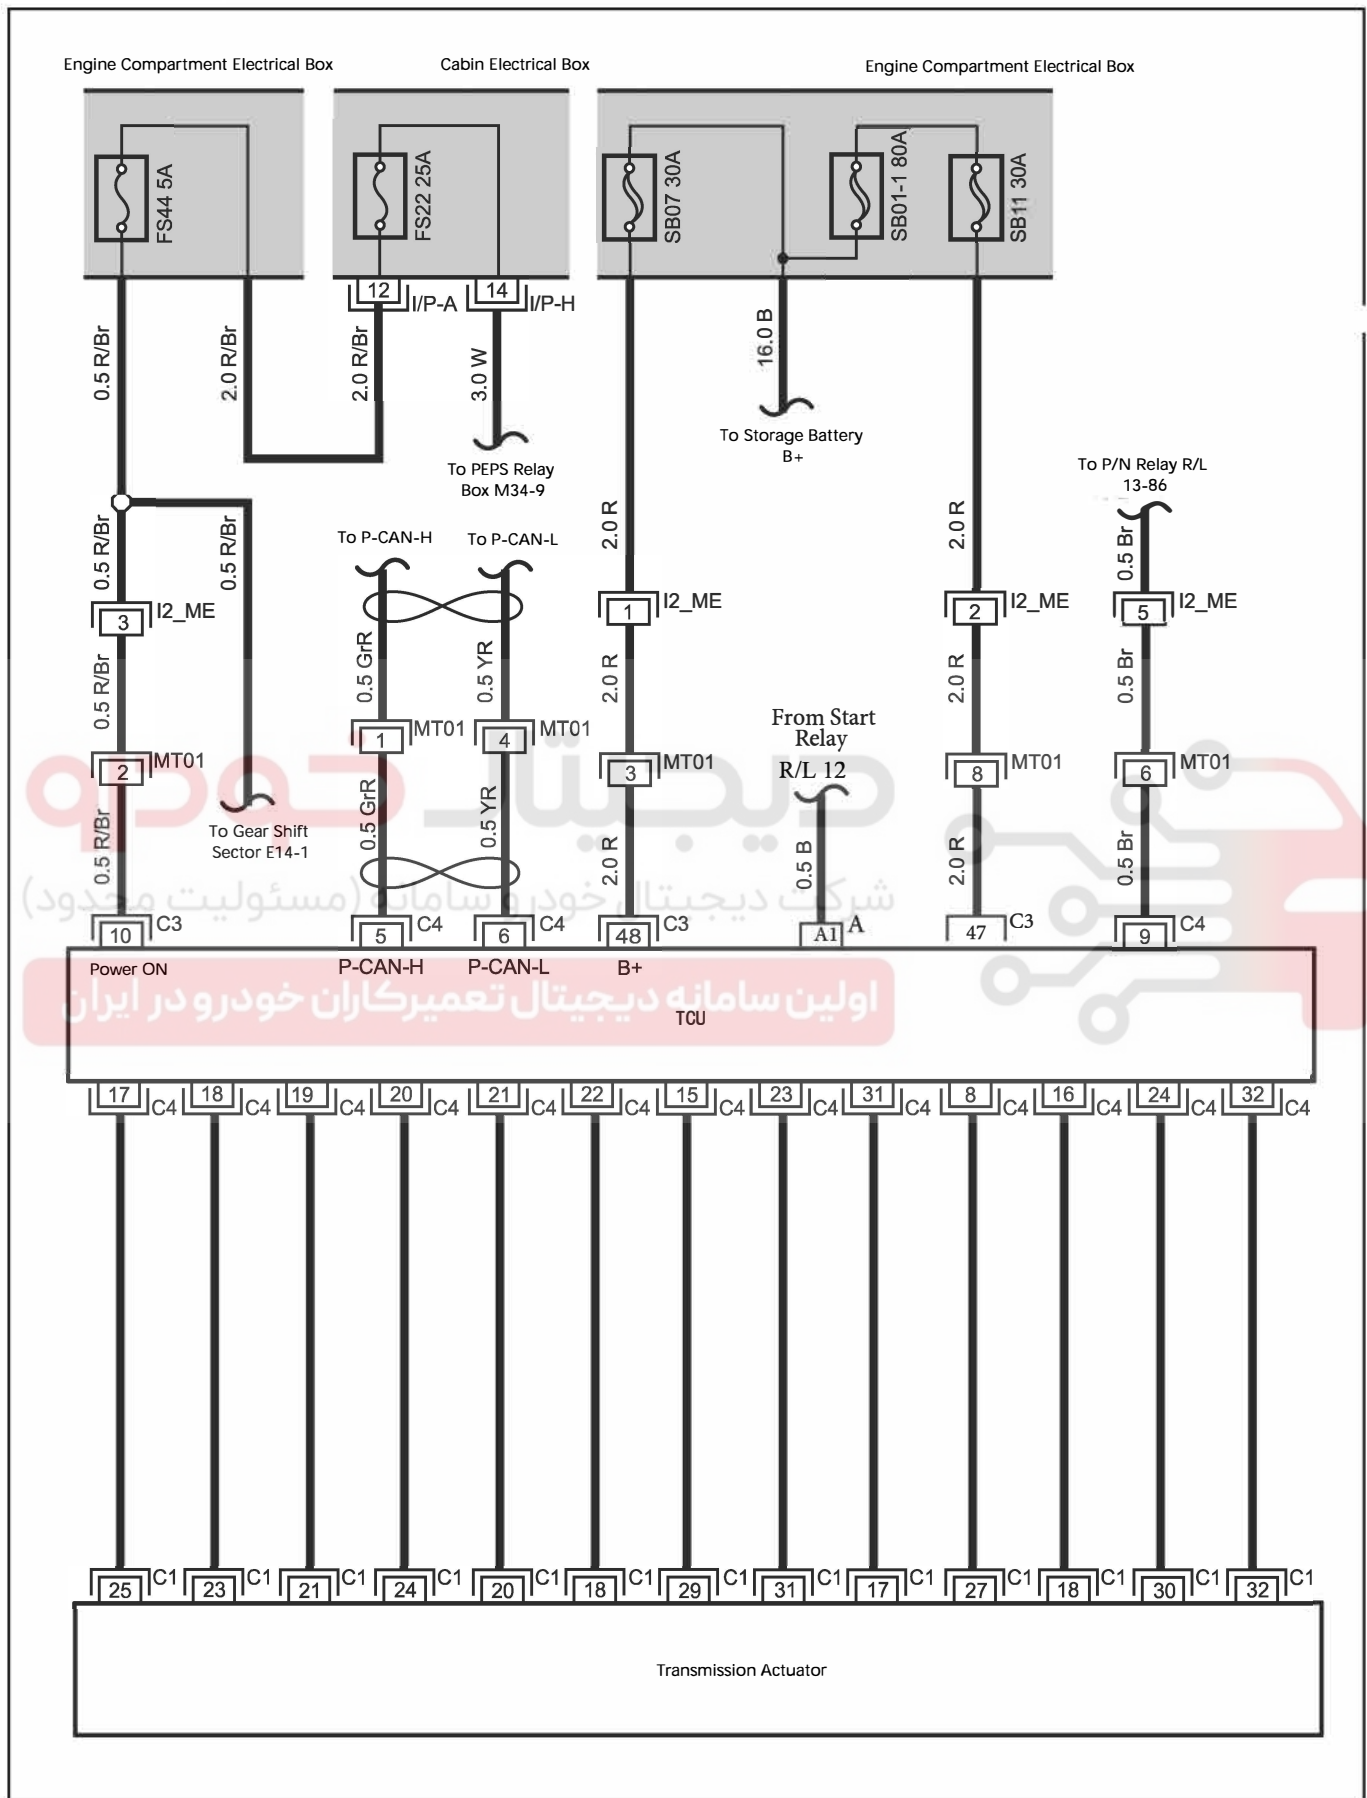 Engine Compartment Electrical Box
Cabin Electrical Box
Engine Compartment Electrical Box
FS44 5A
FS22 25A
SB07 30A
SB01-1 80A
SB11 30A
12
I/P-A
14
I/P-H
0.5 R/Br
2.0 R/Br
2.0 R/Br
3.0 W
16.0 B
To Storage Battery
B+
To PEPS Relay
Box M34-9
To P/N Relay R/L
13-86
0.5 R/Br
0.5 R/Br
To P-CAN-H
To P-CAN-L
2.0 R
2.0 R
0.5 Br
3
I2_ME
1
I2_ME
2
I2_ME
5
I2_ME
0.5 R/Br
0.5 GrR
0.5 YR
2.0 R
2.0 R
0.5 Br
From Start
Relay
R/L 12
2
MT01
1
MT01
4
MT01
3
MT01
8
MT01
6
MT01
دیجیتال خودرو
To Gear Shift
Sector E14-1
0.5 R/Br
0.5 GrR
0.5 YR
2.0 R
0.5 B
2.0 R
0.5 Br
شرکت دیجیتال خودرو سامانه (مسئولیت محدود)
10
C3
5
C4
6
C4
48
C3
A1
A
47
C3
9
C4
Power ON
P-CAN-H
P-CAN-L
B+
اولین سامانه دیجیتال تعمیرکاران خودرو در ایران
TCU
17
C4
18
C4
19
C4
20
C4
21
C4
22
C4
15
C4
23
C4
31
C4
8
C4
16
C4
24
C4
32
C4
25
C1
23
C1
21
C1
24
C1
20
C1
18
C1
29
C1
31
C1
17
C1
27
C1
18
C1
30
C1
32
C1
Transmission Actuator